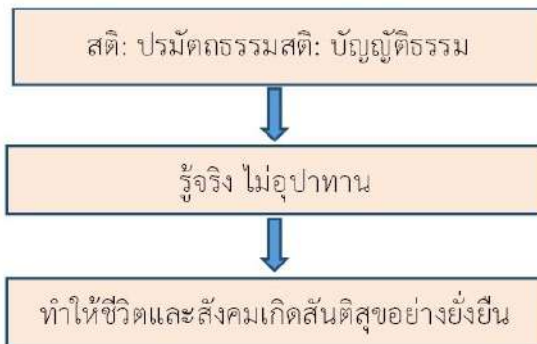 สติ: ปรมัตถธรรมสติ: บัญญัติธรรม
รู้จริง ไม่อุปาทาน
ทำให้ชีวิตและสังคมเกิดสันติสุขอย่างยั่งยืน